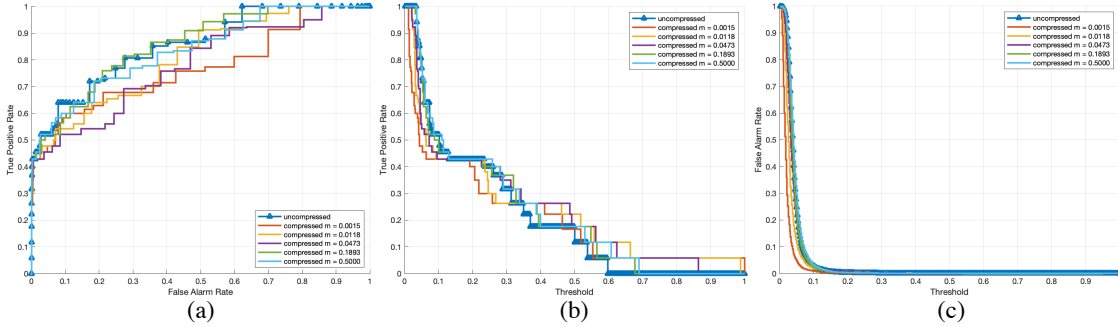 True Positive Rate
1
0.9
0.8
0.7
0.6
0.5
0.4
0.3
0.2
0.1
0
uncompressed
compressed m = 0.0015
compressed m = 0.0118
compressed m = 0.0473
compressed m = 0.1893
compressed m = 0.5000
0 0.1 0.2 0.3 0.4 0.5 0.6 0.7 0.8 0.9 1
False Alarm Rate
(a)
True Positive Rate
1
0.9
0.8
0.7
0.6
0.5
0.4
0.3
0.2
0.1
0
uncompressed
compressed m = 0.0015
compressed m = 0.0118
compressed m = 0.0473
compressed m = 0.1893
compressed m = 0.5000
0 0.1 0.2 0.3 0.4 0.5 0.6 0.7 0.8 0.9 1
Threshold
(b)
False Alarm Rate
1
0.9
0.8
0.7
0.6
0.5
0.4
0.3
0.2
0.1
0
uncompressed
compressed m = 0.0015
compressed m = 0.0118
compressed m = 0.0473
compressed m = 0.1893
compressed m = 0.5000
0 0.1 0.2 0.3 0.4 0.5 0.6 0.7 0.8 0.9
Threshold
(c)